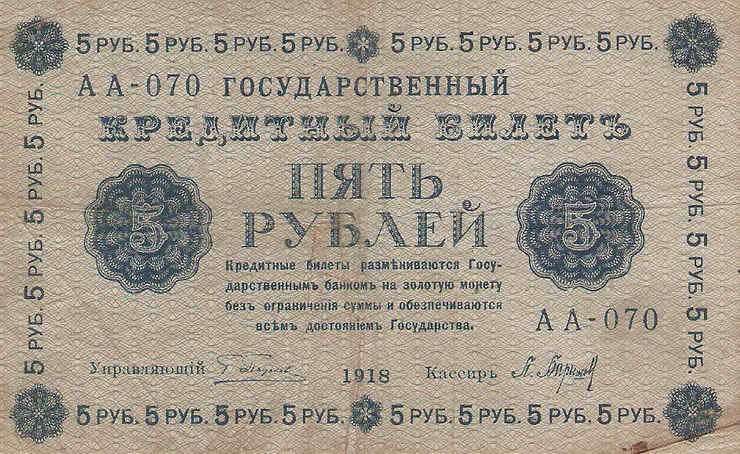 5 РУБ. 5 РУБ. 5 РУБ. 5 РУБ. 5 РУБ. 5 РУБ. 5 РУБ. 5 РУБ.
АА-070 ГОСУДАРСТВЕННЫЙ
КРЕДИТНЫЙ БИЛЕТЪ
ПЯТЬ
РУБЛЕЙ
5
5
Кредитные билеты размѣниваются Госу-
дарственнымъ банкомъ на золотую монету
безъ ограниченія суммы и обезпечиваются
всѣмъ достояніемъ Государства.
АА-070
Управляющій
1918
Кассиръ
5 РУБ. 5 РУБ. 5 РУБ. 5 РУБ. 5 РУБ. 5 РУБ. 5 РУБ. 5 РУБ.
5 РУБ. 5 РУБ. 5 РУБ. 5 РУБ.
5 РУБ. 5 РУБ. 5 РУБ. 5 РУБ.